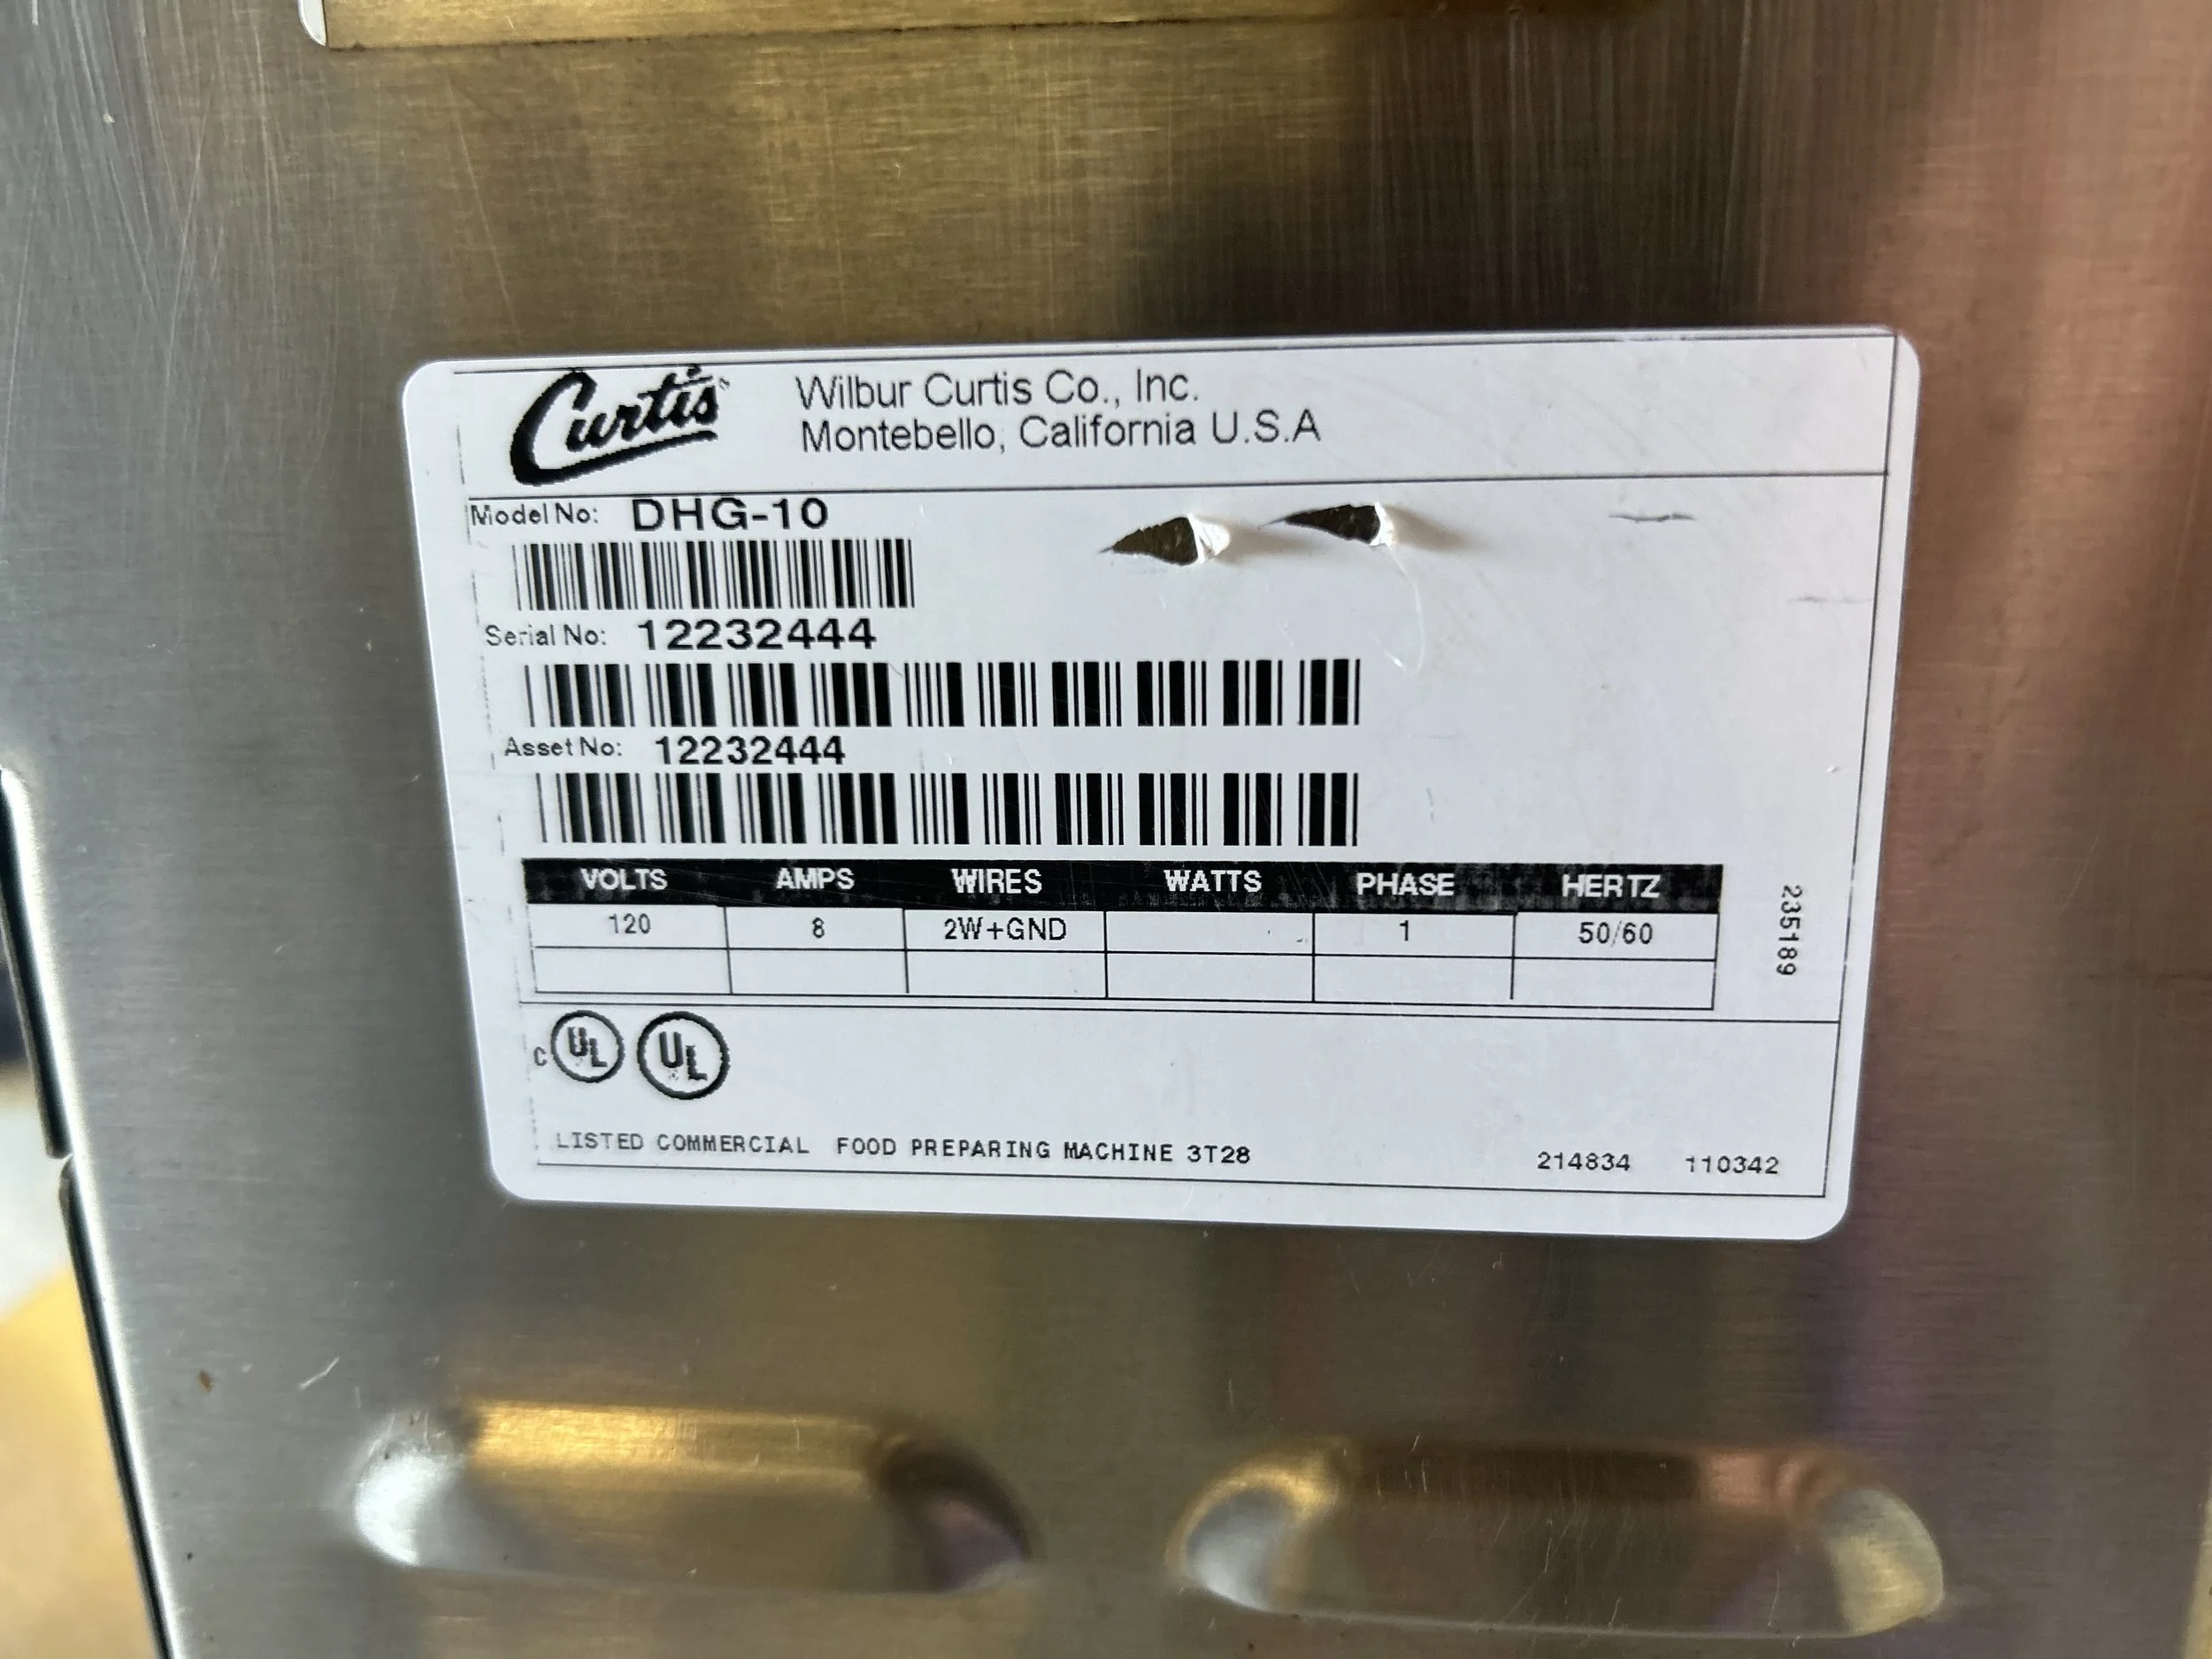 Curtis
Wilbur Curtis Co., Inc.
Montebello, California U.S.A
Model No: DHG-10
Serial No: 12232444
Asset No: 12232444
VOLTS AMPS WIRES WATTS PHASE HERTZ
120 8 2W+GND 1 50/60
235189
C UL UL
LISTED COMMERCIAL FOOD PREPARING MACHINE 3T28
214834 110342